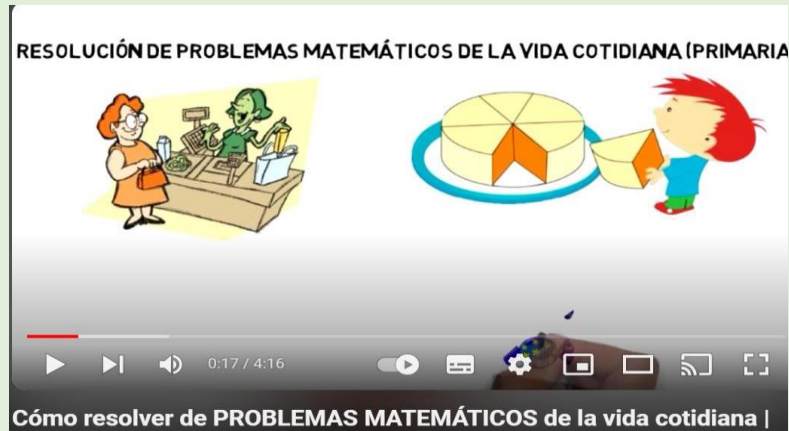 RESOLUCIÓN DE PROBLEMAS MATEMÁTICOS DE LA VIDA COTIDIANA (PRIMARIA
0:17 / 4:16
Cómo resolver de PROBLEMAS MATEMÁTICOS de la vida cotidiana |